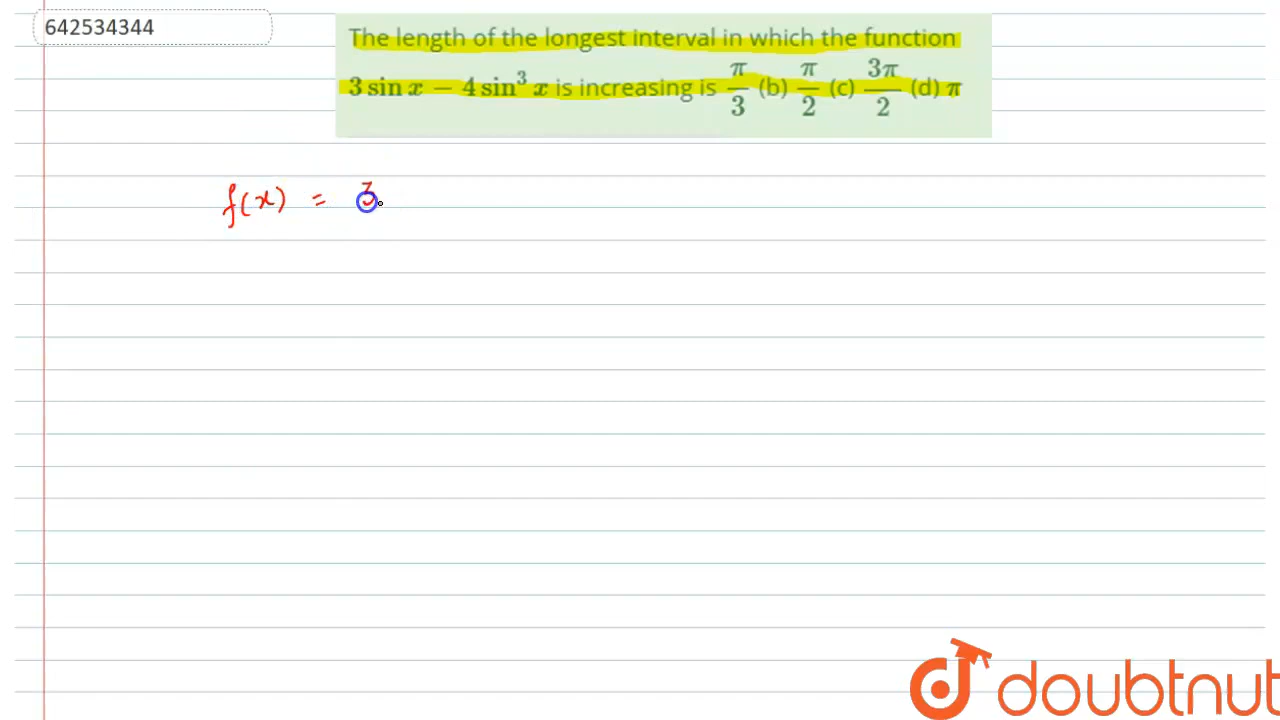 642534344
The length of the longest interval in which the function
3 sin x − 4 sin³ x is increasing is π/3 (b) π/2 (c) 3π/2 (d) π
f(x) = 3
doubtnut